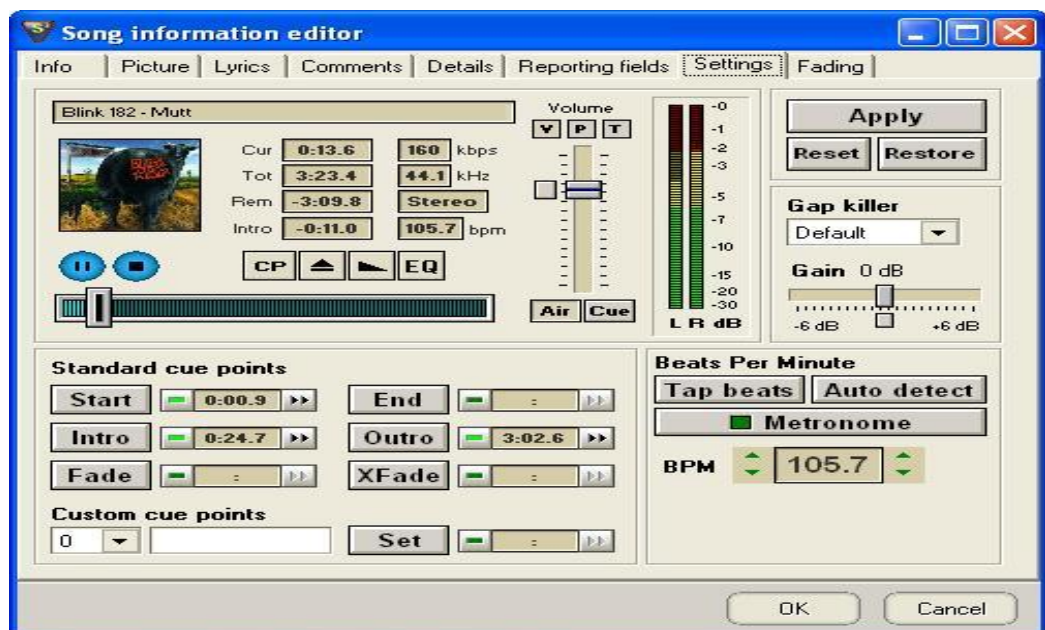 Song information editor
Info Picture Lyrics Comments Details Reporting fields Settings Fading
Blink 182 - Mutt
Cur 0:13.6 160 kbps
Tot 3:23.4 44.1 kHz
Rem -3:09.8 Stereo
Intro -0:11.0 105.7 bpm
CP EQ
Volume
V P T
Air Cue
-0
-1
-2
-3
-5
-7
-10
-15
-20
-30
L R dB
Apply
Reset Restore
Gap killer
Default
Gain 0 dB
-6 dB +6 dB
Standard cue points
Start 0:00.9 End :
Intro 0:24.7 Outro 3:02.6
Fade : XFade :
Custom cue points
0 Set :
Beats Per Minute
Tap beats Auto detect
Metronome
BPM 105.7
OK Cancel